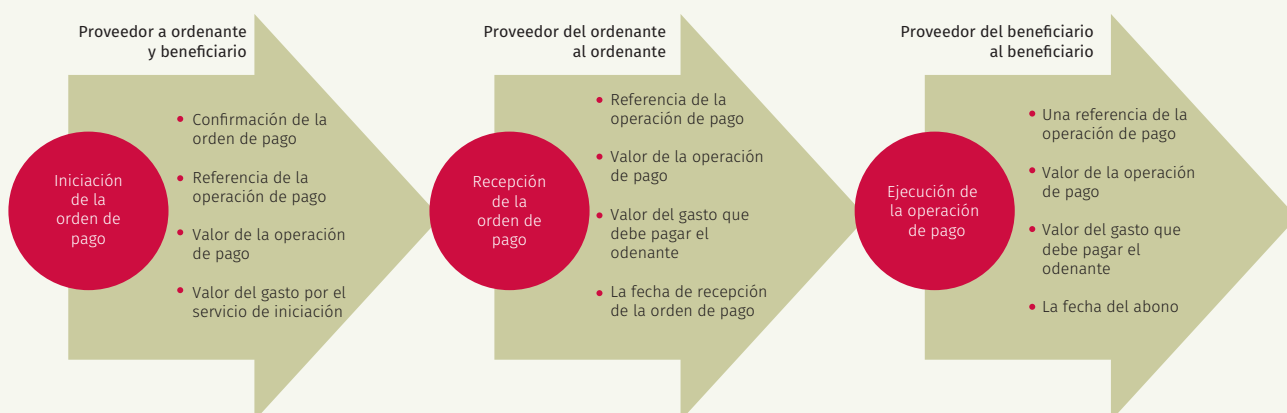 Proveedor a ordenante
y beneficiario
Iniciación
de la
orden de
pago
Confirmación de la
orden de pago
Referencia de la
operación de pago
Valor de la operación
de pago
Valor del gasto por el
servicio de iniciación
Proveedor del ordenante
al ordenante
Recepción
de la
orden de
pago
Referencia de la
operación de pago
Valor de la operación
de pago
Valor del gasto que
debe pagar el
odenante
La fecha de recepción
de la orden de pago
Proveedor del beneficiario
al beneficiario
Ejecución de
la operación
de pago
Una referencia de la
operación de pago
Valor de la operación
de pago
Valor del gasto que
debe pagar el
odenante
La fecha del abono